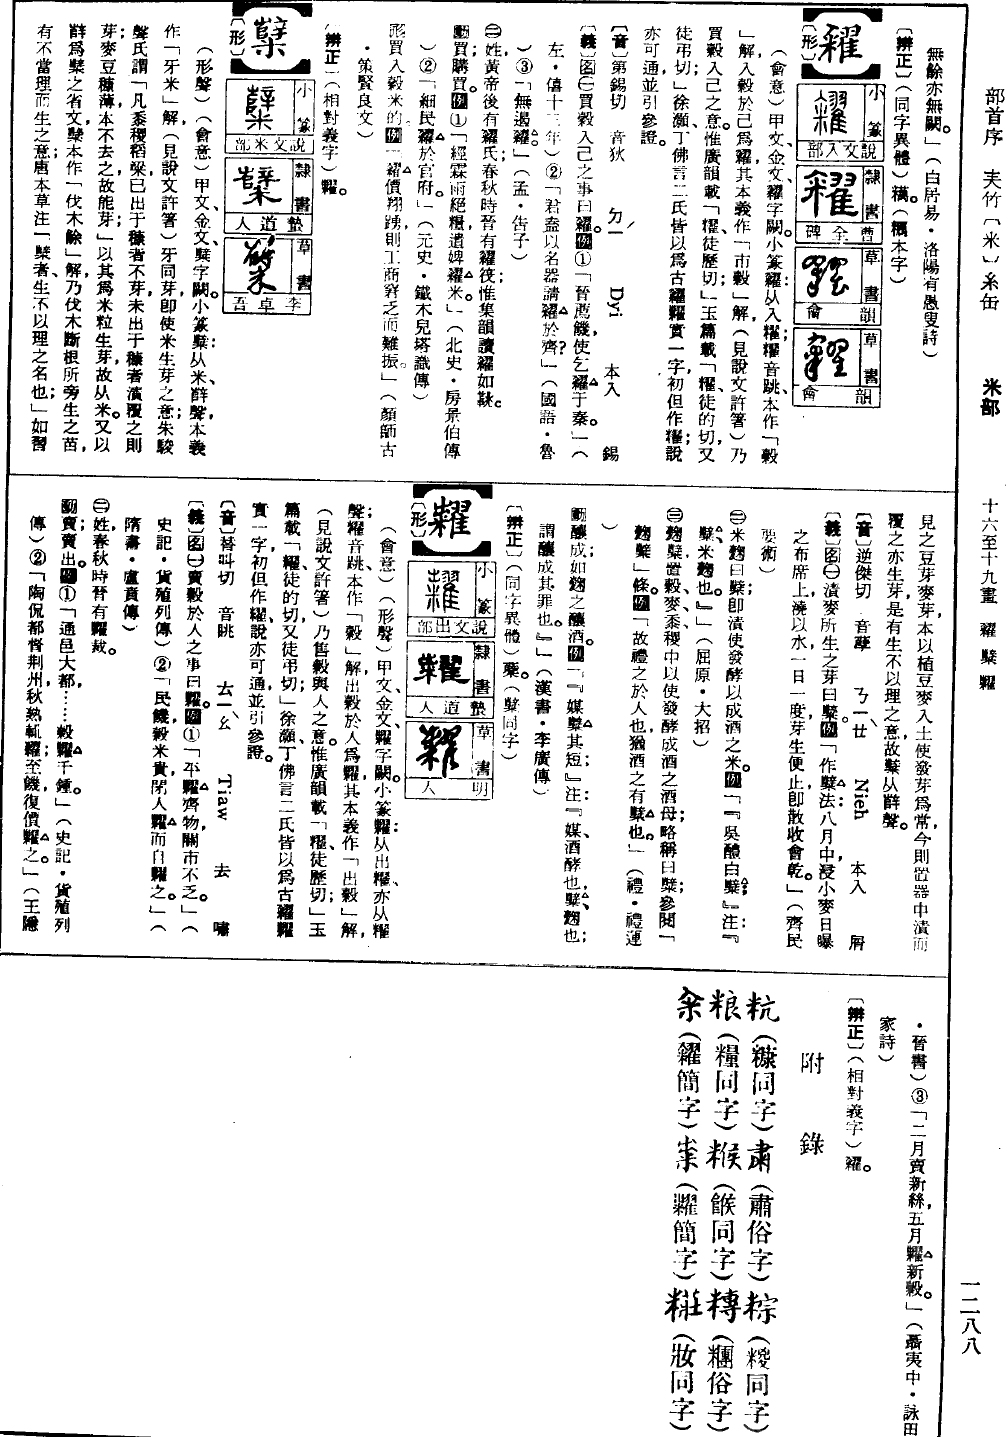 部首序　夫竹〔米〕糸缶　米部　十六至十九畫　糴　糱　糶　一二八八
無餘亦無闕。」（白居易・洛陽有愚叟詩）
〔辨正〕（同字異體）䊮。（糴本字）
糴
〔形〕
小篆　說文入部
隸書　曹全碑
草書　韻會
草書　韻會
（會意）甲文、金文糴字闕。小篆糴：从入䊮，䊮音跳，本作「穀
」解，入穀於己爲糴，其本義作「市穀」解（見說文許箸）乃
買穀入己之意。惟廣韻載「䊮，徒歷切」；玉篇載「䊮，徒的切，又
徒弔切」；徐灝、丁佛言二氏皆以爲古糴、糶實一字，初但作䊮；說
亦可通，並引參證。
〔音〕第錫切　音狄　ㄉㄧˊ　Dyi　本入　錫
〔義〕名㊀買穀入己之事曰糴。例①「晉薦饑，使乞糴于秦。」（
左・僖十三年）②「君盍以名器請糴於齊？」（國語・魯
）③「無遏糴。」（孟・告子）
㊁姓，黃帝後有糴氏；春秋時晉有糴筏。惟集韻讀糴如銚。
動買；購買。例①「經霖雨絕糧，遣婢糴米。」（北史・房景伯傳
）②「細民糴於官府。」（元史・鐵木兒塔識傳）
形買入穀米的。例「糴價翔踴，則工商窘乏而難振。」（顏師古
・策賢良文）
〔辨正〕（相對義字）糶。
糱
〔形〕
小篆　說文米部
隸書　蟄道人
草書　李卓吾
（形聲）（會意）甲文、金文糱字闕。小篆糱：从米，辥聲，本義
作「牙米」解（見說文許箸）牙同芽，即使米生芽之意；朱駿
聲氏謂「凡黍稷稻粱已出于穅者不芽，未出于穅者漬覆之則
芽，麥豆穅薄，本不去之，故能芽」以其爲米粒生芽，故从米。又以
辥爲櫱之省文，櫱本作「伐木餘」解，乃伐木斷根所旁生之苗，
有不當理而生之意；唐本草注「糱者，生不以理之名也」如習
見之豆芽麥芽，本以植豆麥入土使發芽爲常，今則置器中漬而
覆之亦生芽，是有生不以理之意，故糱从辥聲。
〔音〕逆傑切　音孽　ㄋㄧㄝˋ　Nieh　本入　屑
〔義〕名㊀漬麥所生之芽曰糱。例「作糱法：八月中浸小麥，日曝
之，布席上，澆以水，一日一度，芽生便止，即散收會乾。」（齊民
要術）
㊁米麴曰糱；即漬使發酵以成酒之米。例「『吳醴白糱』注：『
糱，米麴也。』」（屈原・大招）
㊂麴糱，置穀麥黍稷中以使發酵成酒之酒母，略稱曰糱；參閱「
麴糱」條。例「故禮之於人也，猶酒之有糱也。」（禮・禮運
）
動釀成；如麴之釀酒。例「『媒糱其短』注『媒，酒酵也，糱，麴也；
謂釀成其罪也。』」（漢書・李廣傳）
〔辨正〕（同字異體）櫱。（糱同字）
糶
〔形〕
小篆　說文出部
隸書　蟄道人
草書　明人
（會意）（形聲）甲文、金文糶字闕。小篆糶：从出䊮，亦从䊮
聲，䊮音跳，本作「穀」解，出穀於人爲糶，其本義作「出穀」解，
（見說文許箸）乃售穀與人之意。惟廣韻載「䊮，徒歷切」；玉
篇載「䊮，徒的切，又徒弔切」；徐灝、丁佛言二氏皆以爲古糴、糶
實一字，初但作䊮；說亦可通，並引參證。
〔音〕替叫切　音眺　ㄊㄧㄠˋ　Tiaw　去　嘯
〔義〕名㊀賣穀於人之事曰糶。例①「平糶齊物，關市不乏。」（
史記・貨殖列傳）②「民饑，穀米貴，閉人糶而自糶之。」（
隋書・盧賁傳）
㊁姓，春秋時晉有糶茷。
動賣；賣出。例①「通邑大都……穀糶千鍾。」（史記・貨殖列
傳）②「陶侃都督荆州，秋熟輒糴；至饑，復價糶之。」（王隱
・晉書）③「二月賣新絲，五月糶新穀。」（聶夷中・詠田
家詩）
〔辨正〕（相對義字）糴。
附錄
粇（糠同字）粛（肅俗字）粽（糉同字）
粮（糧同字）糇（餱同字）𥼚（糰俗字）
籴（糴簡字）粜（糶簡字）粧（妝同字）